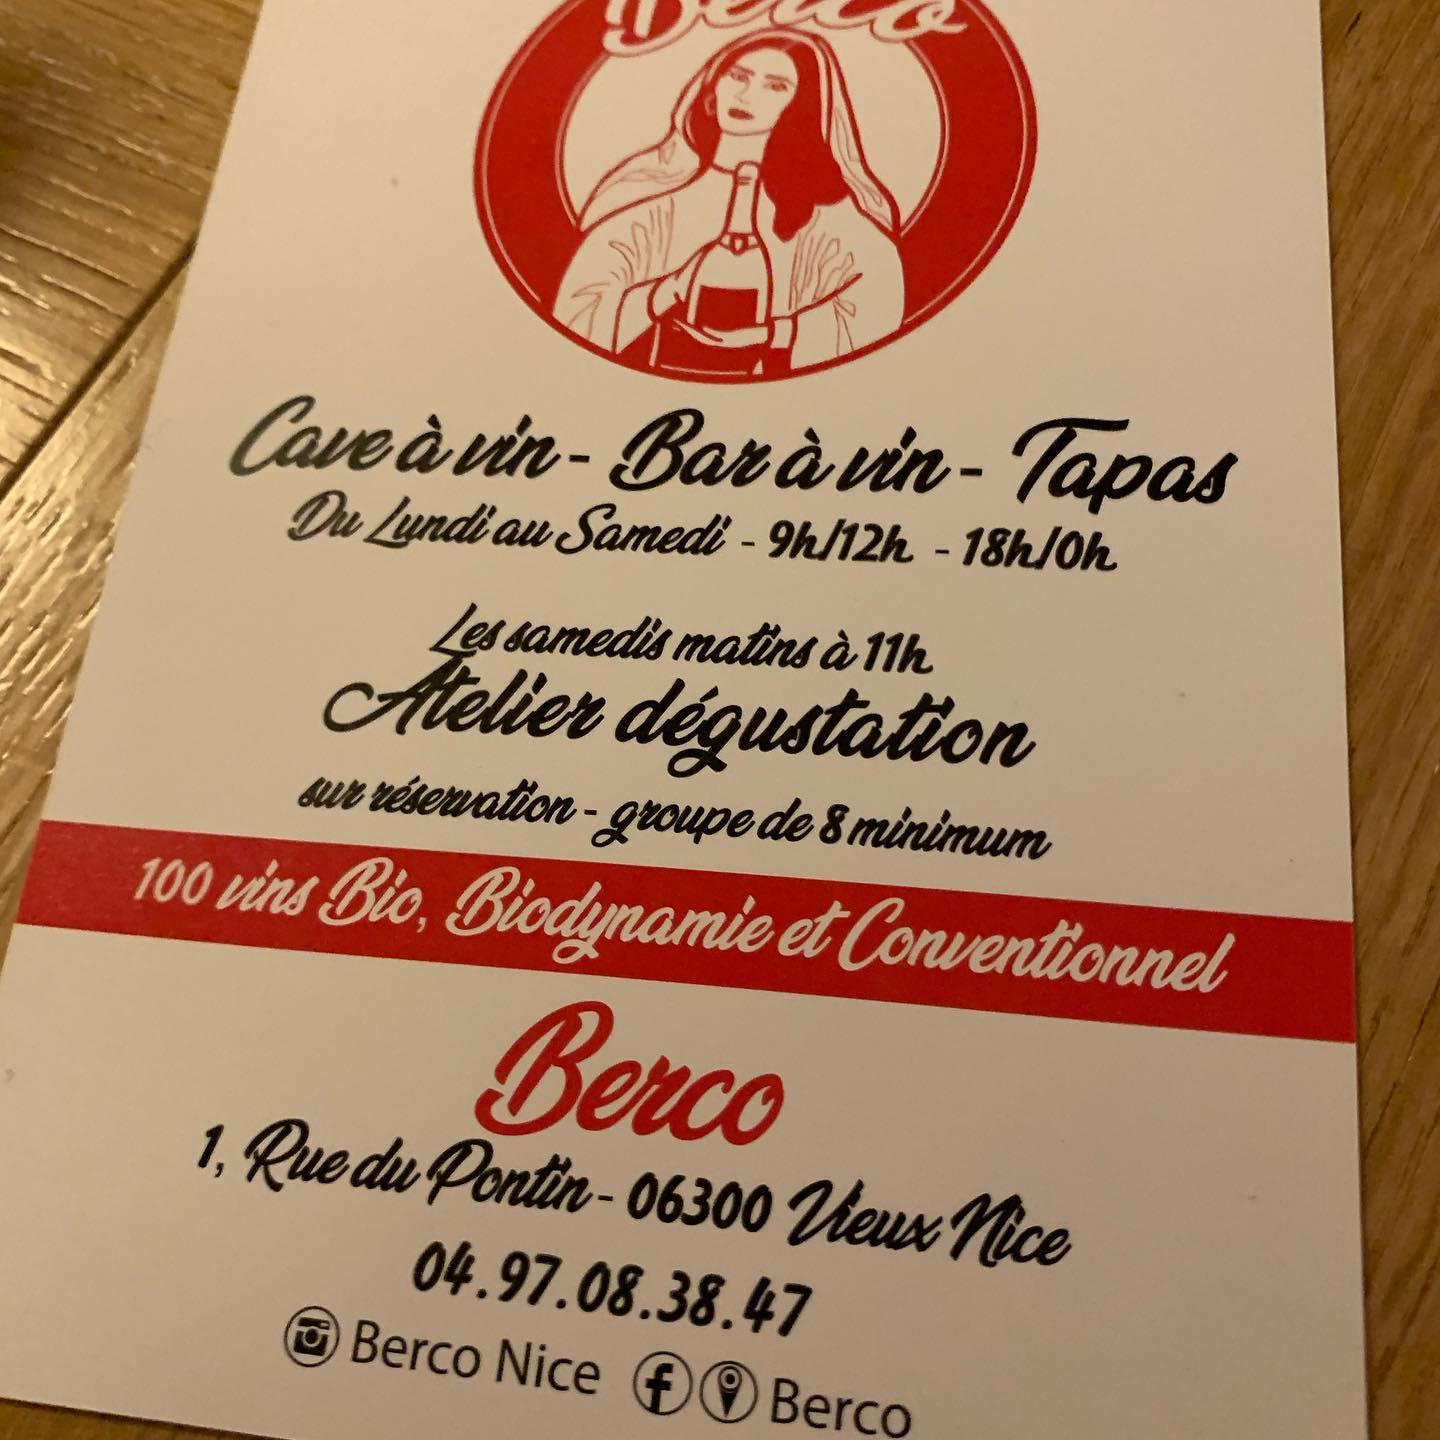 Berco
Cave à vin - Bar à vin - Tapas
Du Lundi au Samedi - 9h/12h - 18h/0h
Les samedis matins à 11h
Atelier dégustation
sur réservation - groupe de 8 minimum
100 vins Bio, Biodynamie et Conventionnel
Berco
1, Rue du Pontin - 06300 Vieux Nice
04.97.08.38.47
Berco Nice f Berco